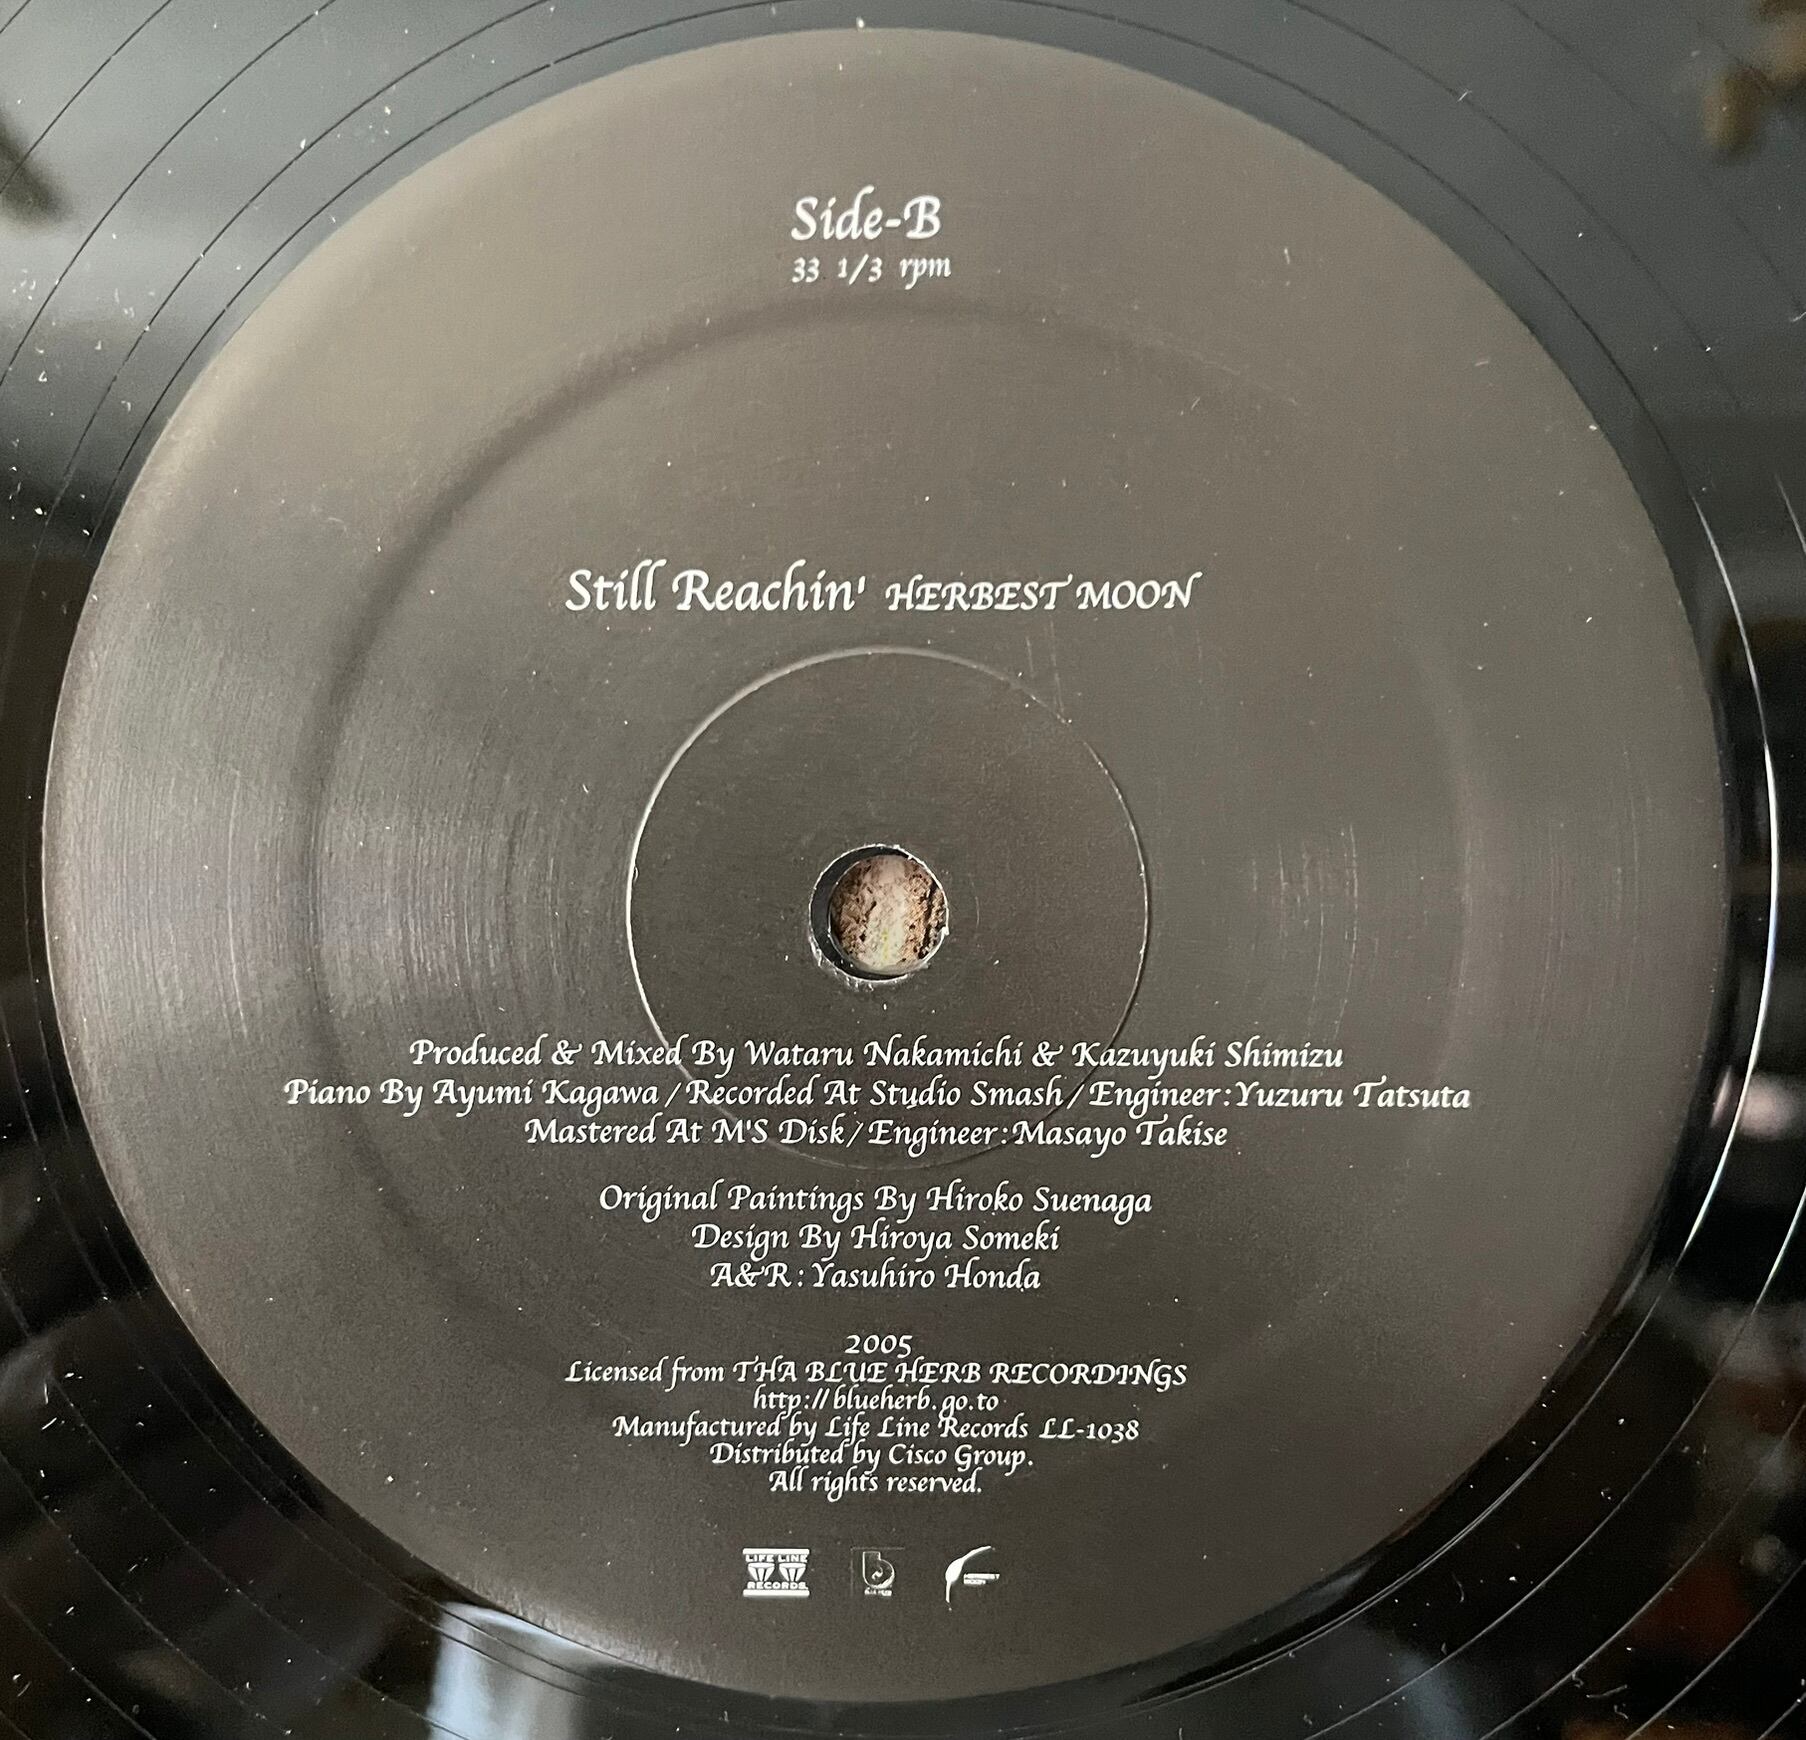 Side-B
33 1/3 rpm
Still Reachin' HERBEST MOON
Produced & Mixed By Wataru Nakamichi & Kazuyuki Shimizu
Piano By Ayumi Kagawa / Recorded At Studio Smash / Engineer:Yuzuru Tatsuta
Mastered At M'S Disk / Engineer:Masayo Takise
Original Paintings By Hiroko Suenaga
Design By Hiroya Someki
A&R : Yasuhiro Honda
2005
Licensed from THA BLUE HERB RECORDINGS
http://blueherb.go.to
Manufactured by Life Line Records LL-1038
Distributed by Cisco Group.
All rights reserved.
LIFE LINE
RECORDS
HERBEST
MOON